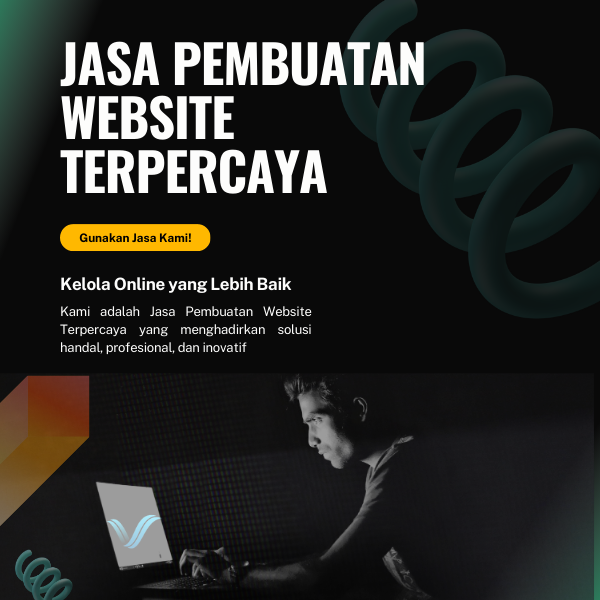 JASA PEMBUATAN
WEBSITE
TERPERCAYA
Gunakan Jasa Kami!
Kelola Online yang Lebih Baik
Kami adalah Jasa Pembuatan Website
Terpercaya yang menghadirkan solusi
handal, profesional, dan inovatif